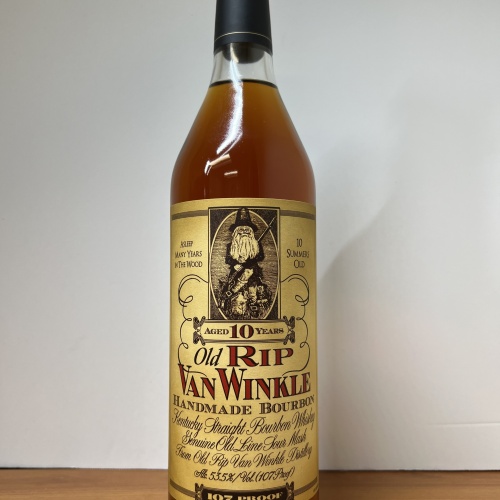 ASLEEP
MANY YEARS
IN THE WOOD
10
SUMMERS
OLD
AGED 10 YEARS
Old RIP
VAN WINKLE
HANDMADE BOURBON
Kentucky Straight Bourbon Whiskey
Genuine Old-Line Sour Mash
From Old Rip Van Winkle Distillery
Alc. 53.5% / Vol. (107 Proof)
107 PROOF